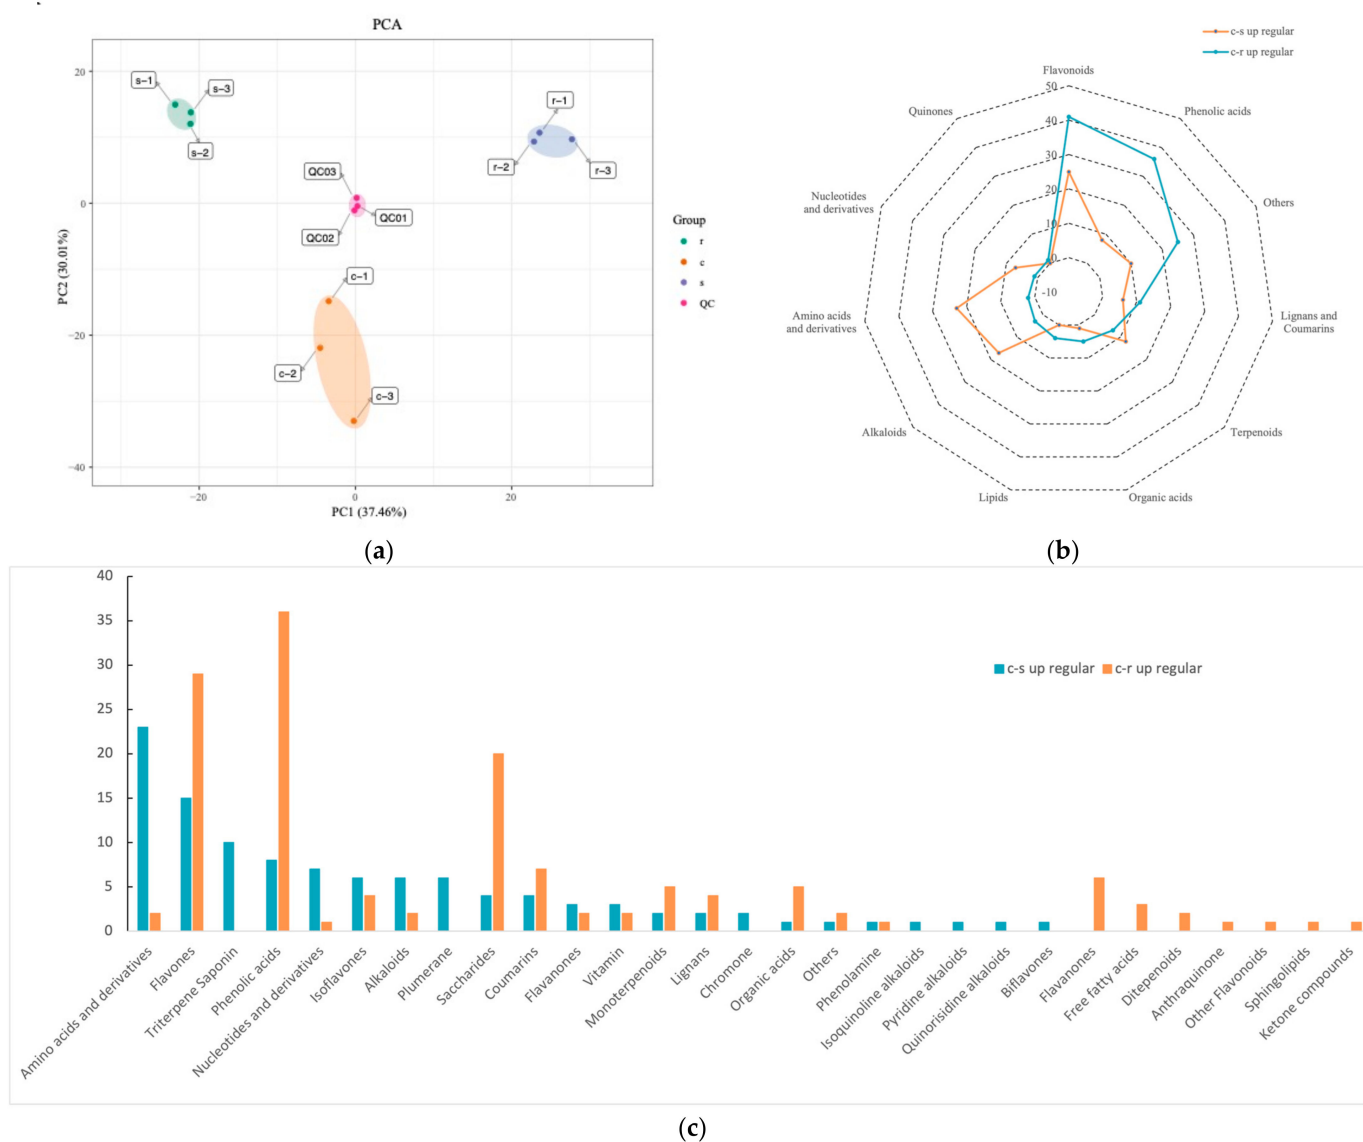 PCA
20
0
−20
−40
−20
0
20
PC2 (30.01%)
PC1 (37.46%)
s−1
s−3
s−2
r−1
r−2
r−3
QC03
QC01
QC02
c−1
c−2
c−3
Group
r
c
s
QC
(a)
c-s up regular
c-r up regular
Flavonoids
Phenolic acids
Others
Lignans and
Coumarins
Terpenoids
Organic acids
Lipids
Alkaloids
Amino acids
and derivatives
Nucleotides
and derivatives
Quinones
50
40
30
20
10
0
-10
(b)
40
35
30
25
20
15
10
5
0
c-s up regular
c-r up regular
Amino acids and derivatives
Flavones
Triterpene Saponin
Phenolic acids
Nucleotides and derivatives
Isoflavones
Alkaloids
Plumerane
Saccharides
Coumarins
Flavanones
Vitamin
Monoterpenoids
Lignans
Chromone
Organic acids
Others
Phenolamine
Isoquinoline alkaloids
Pyridine alkaloids
Quinorisidine alkaloids
Biflavones
Flavanones
Free fatty acids
Ditepenoids
Anthraquinone
Other Flavonoids
Sphingolipids
Ketone compounds
(c)